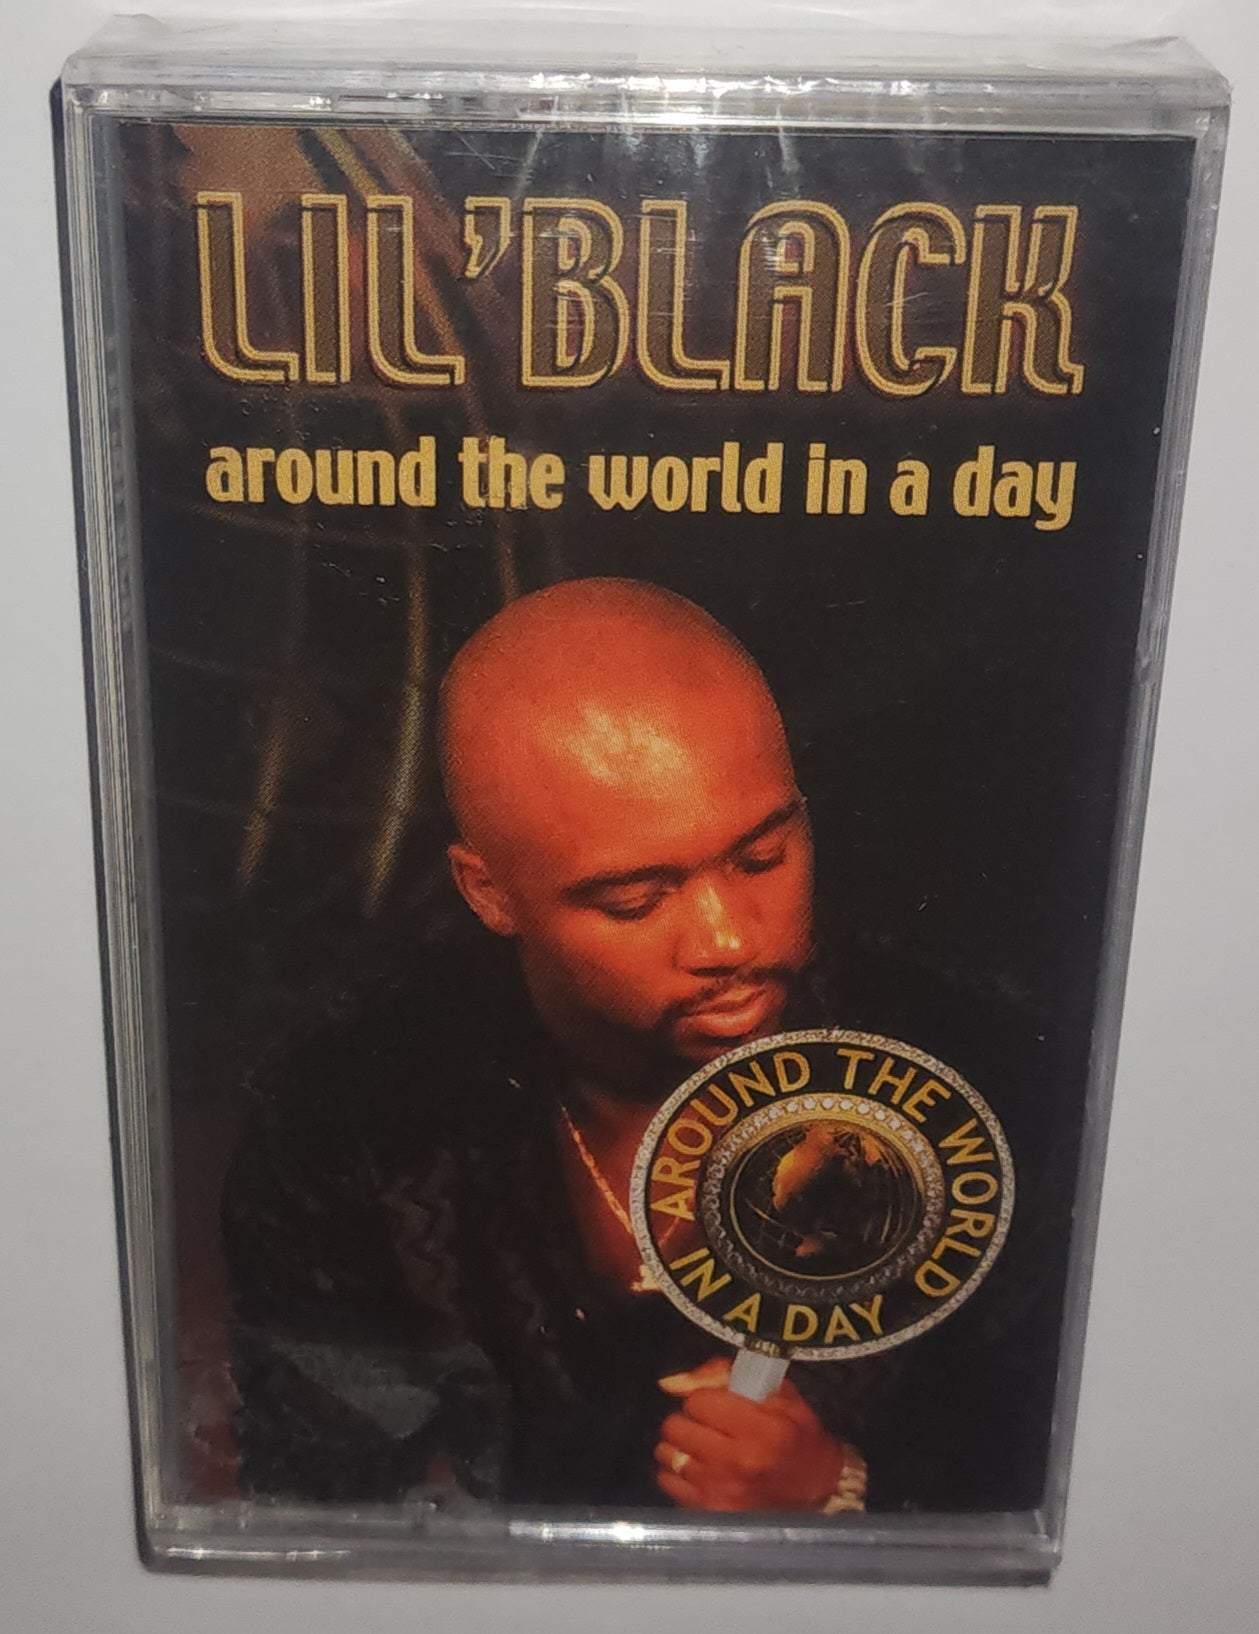 LIL' BLACK
around the world in a day
AROUND THE WORLD
IN A DAY